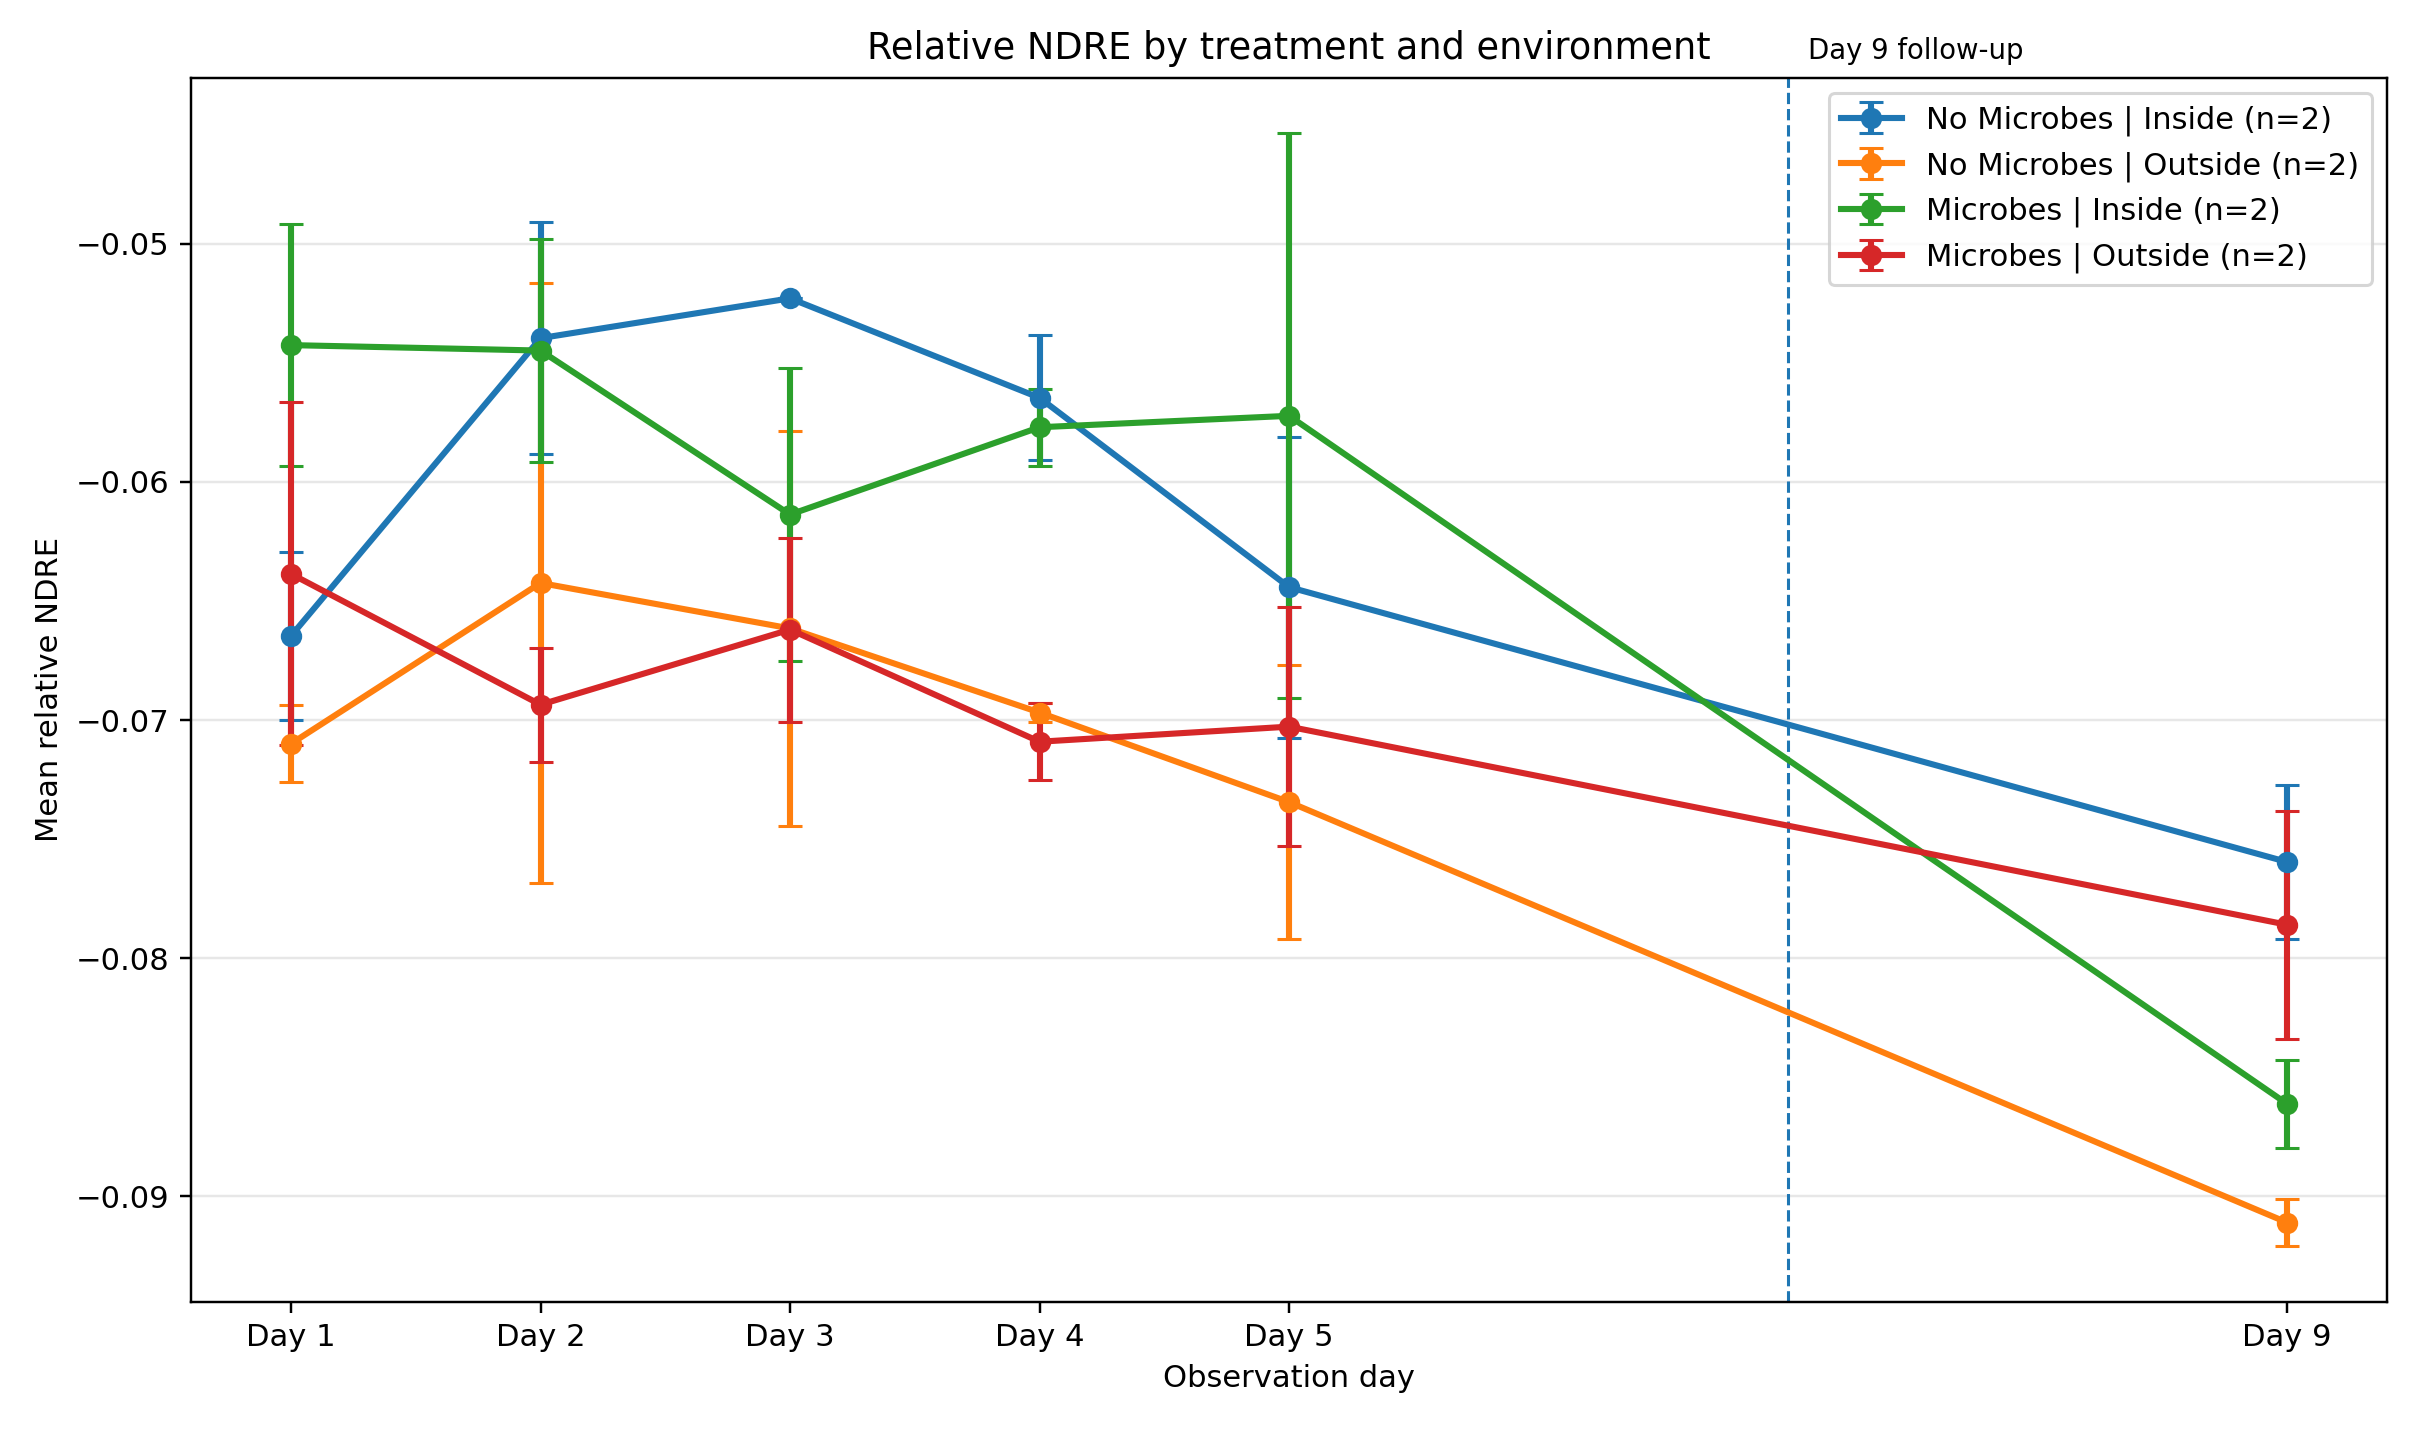 Relative NDRE by treatment and environment
Day 9 follow-up
No Microbes | Inside (n=2)
No Microbes | Outside (n=2)
Microbes | Inside (n=2)
Microbes | Outside (n=2)
Mean relative NDRE
−0.05
−0.06
−0.07
−0.08
−0.09
Day 1
Day 2
Day 3
Day 4
Day 5
Day 9
Observation day